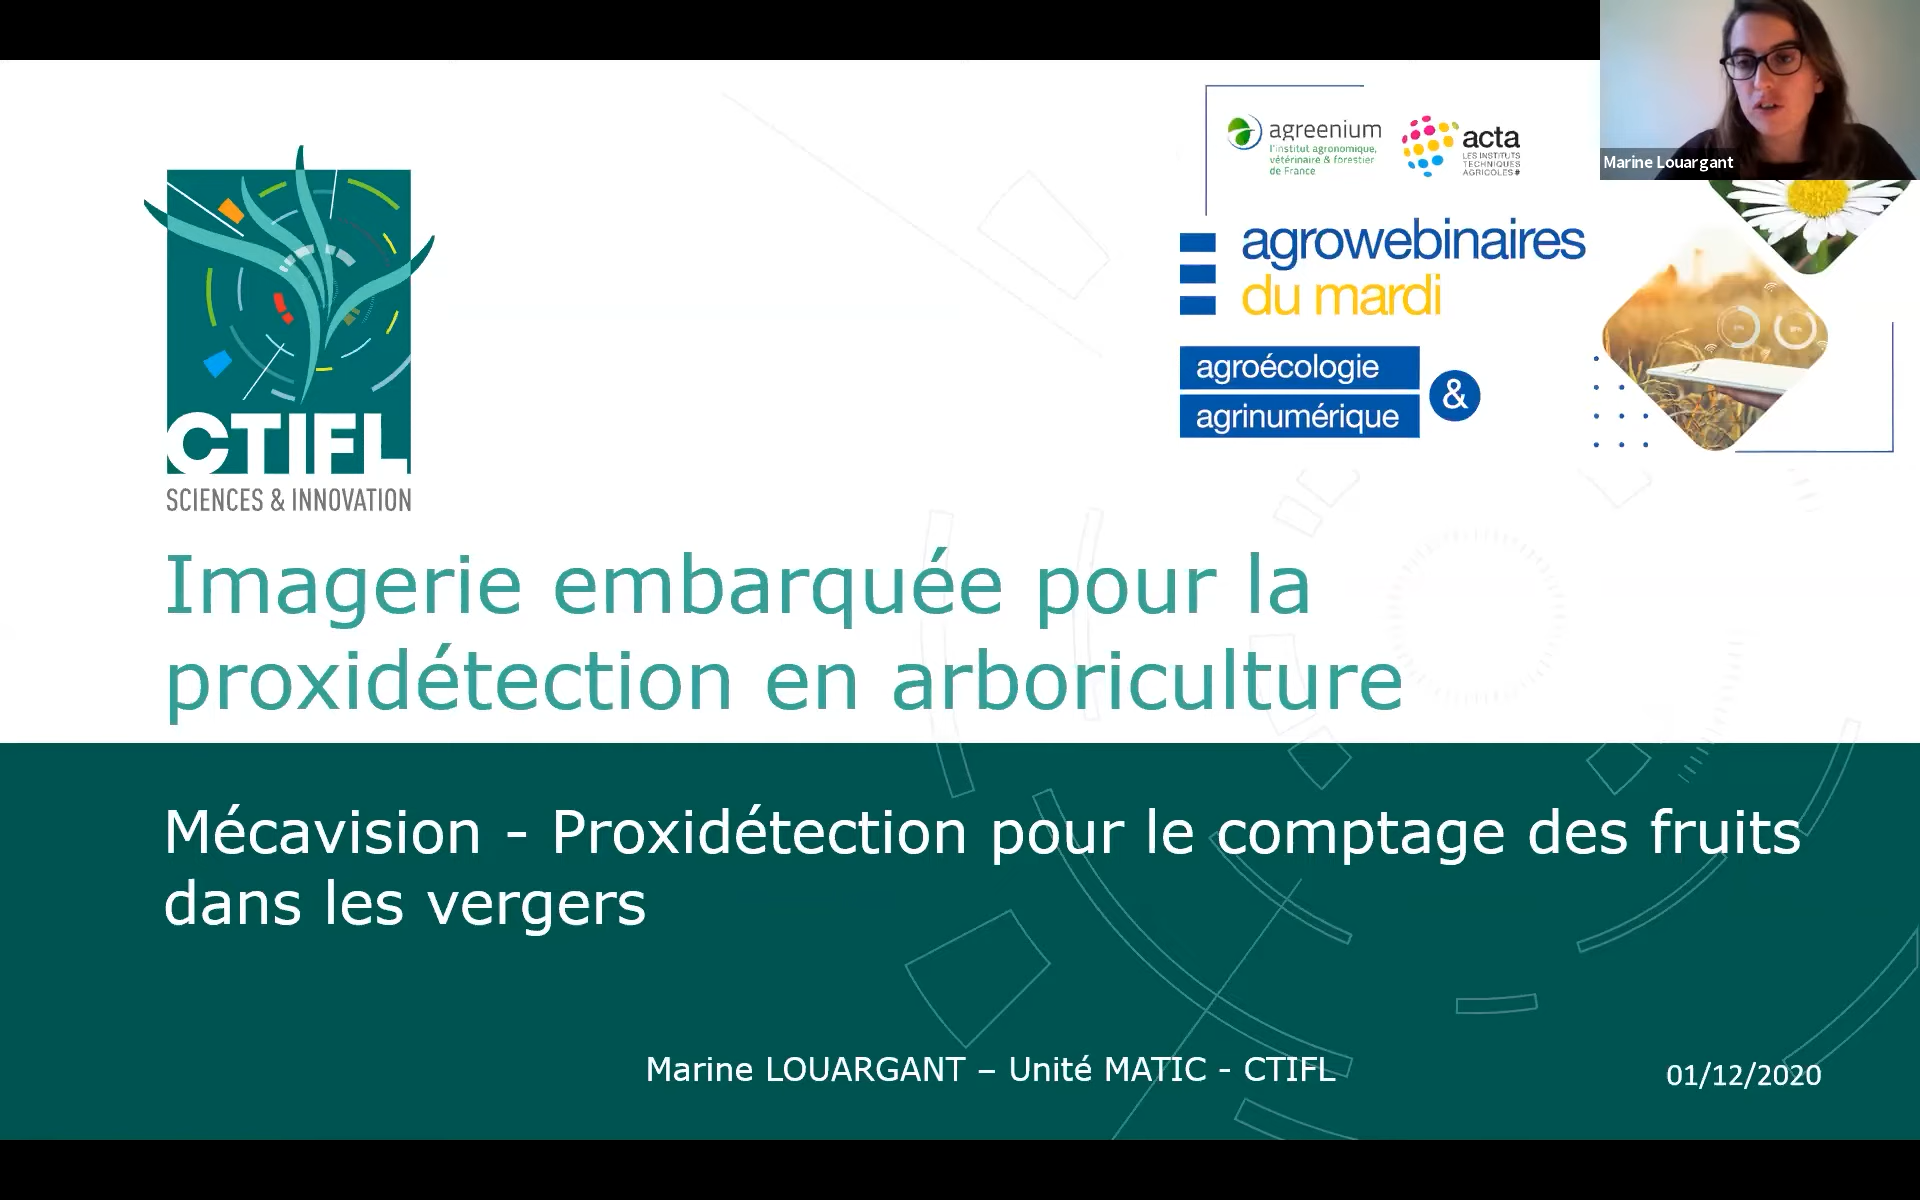 Marine Louargant
agreenium
l'institut agronomique,
vétérinaire & forestier
de France
acta
LES INSTITUTS
TECHNIQUES
AGRICOLES#
agrowebinaires
du mardi
agroécologie
&
agrinumérique
CTIFL
SCIENCES & INNOVATION
Imagerie embarquée pour la
proxidétection en arboriculture
Mécavision - Proxidétection pour le comptage des fruits
dans les vergers
Marine LOUARGANT – Unité MATIC - CTIFL
01/12/2020